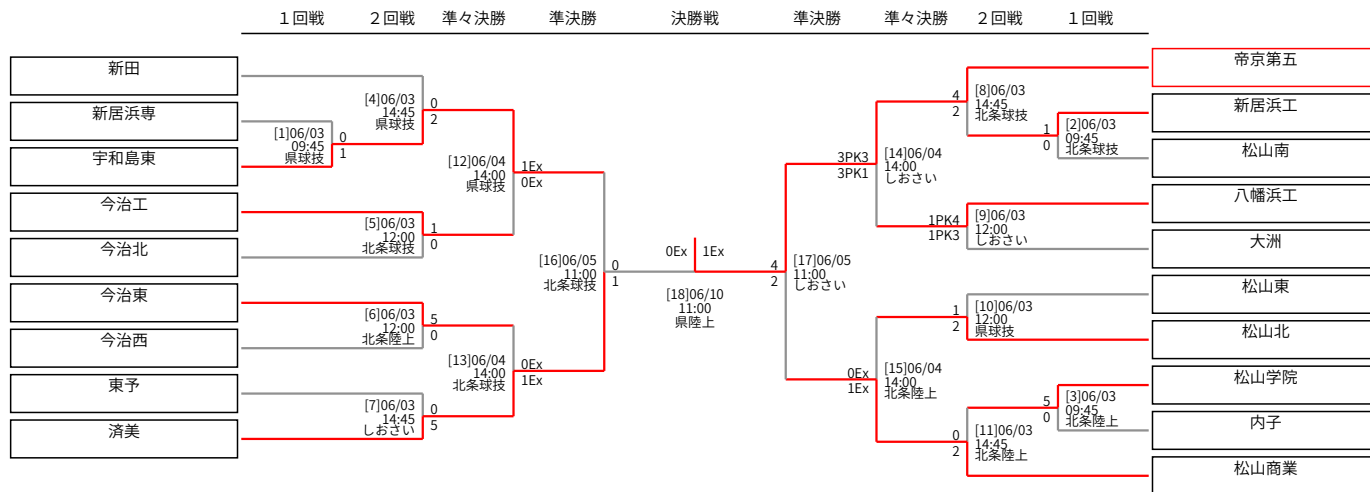 １回戦 ２回戦 準々決勝 準決勝 決勝戦 準決勝 準々決勝 ２回戦 １回戦
新田
新居浜専
宇和島東
今治工
今治北
今治東
今治西
東予
済美
[1]06/03
09:45
県球技
0
1
[4]06/03
14:45
県球技
0
2
[5]06/03
12:00
北条球技
1
0
[6]06/03
12:00
北条陸上
5
0
[7]06/03
14:45
しおさい
0
5
[12]06/04
14:00
県球技
1Ex
0Ex
[13]06/04
14:00
北条球技
0Ex
1Ex
[16]06/05
11:00
北条球技
0
1
0Ex 1Ex
[18]06/10
11:00
県陸上
4
2
[17]06/05
11:00
しおさい
3PK3
3PK1
[14]06/04
14:00
しおさい
0Ex
1Ex
[15]06/04
14:00
北条陸上
4
2
[8]06/03
14:45
北条球技
1PK4
1PK3
[9]06/03
12:00
しおさい
1
2
[10]06/03
12:00
県球技
0
2
[11]06/03
14:45
北条陸上
1
0
[2]06/03
09:45
北条球技
5
0
[3]06/03
09:45
北条陸上
帝京第五
新居浜工
松山南
八幡浜工
大洲
松山東
松山北
松山学院
内子
松山商業